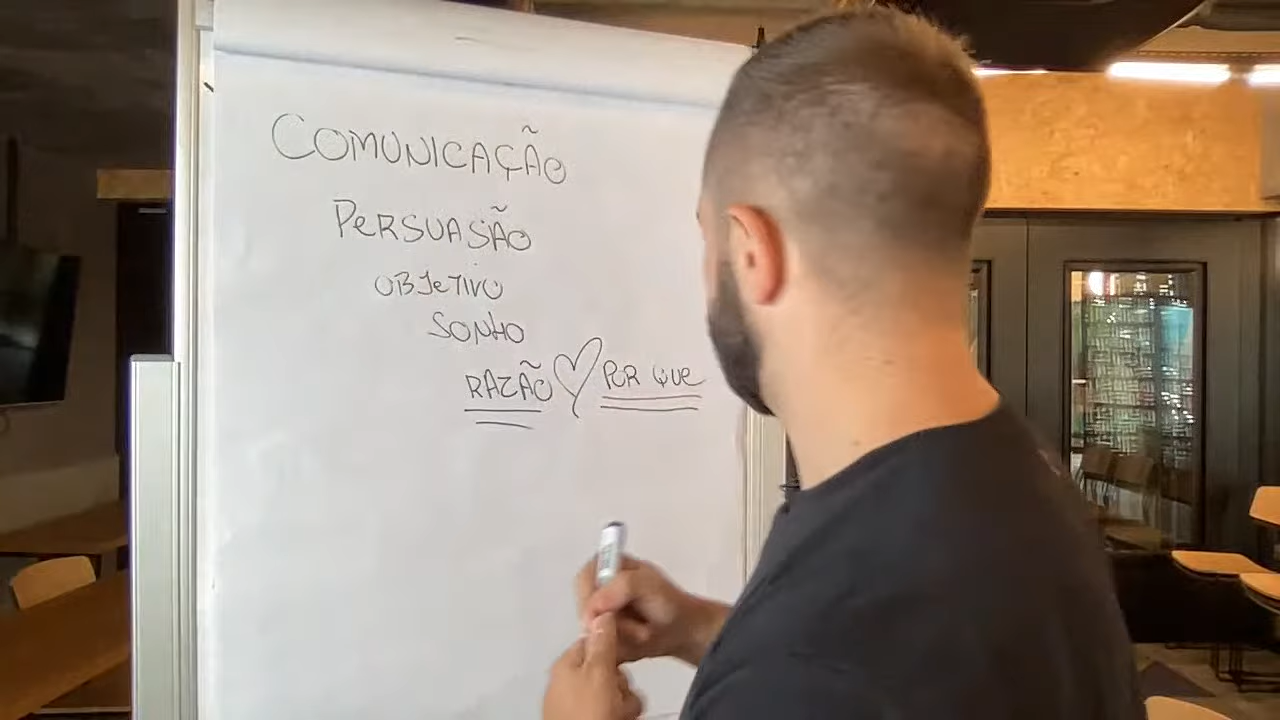 COMUNICAÇÃO
PERSUASÃO
OBJETIVO
SONHO
RAZÃO POR QUE